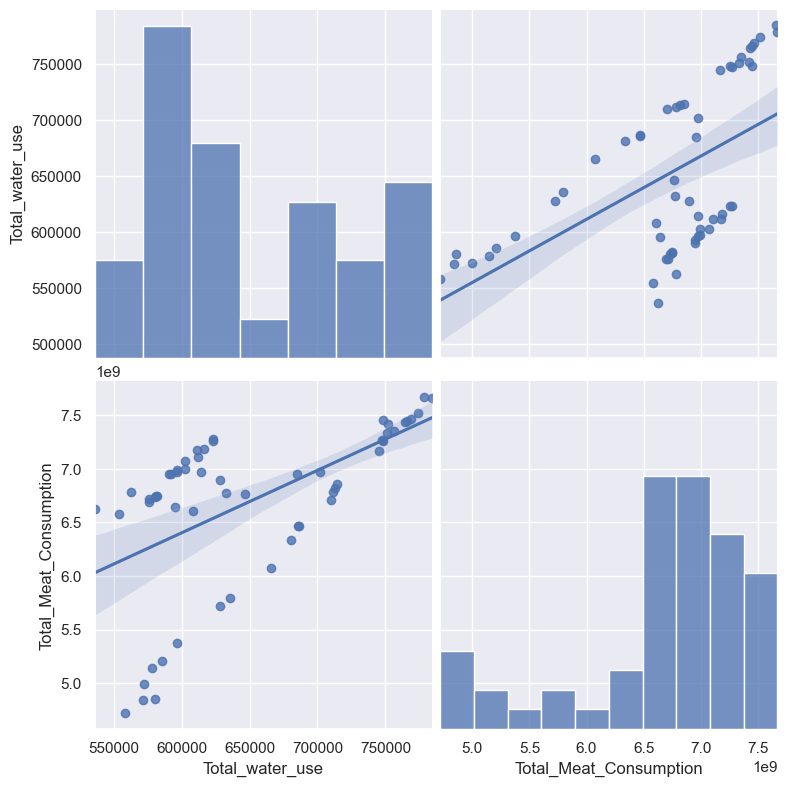 750000
700000
650000
600000
550000
500000
Total_water_use
1e9
7.5
7.0
6.5
6.0
5.5
5.0
Total_Meat_Consumption
550000 600000 650000 700000 750000
Total_water_use
5.0 5.5 6.0 6.5 7.0 7.5
1e9
Total_Meat_Consumption